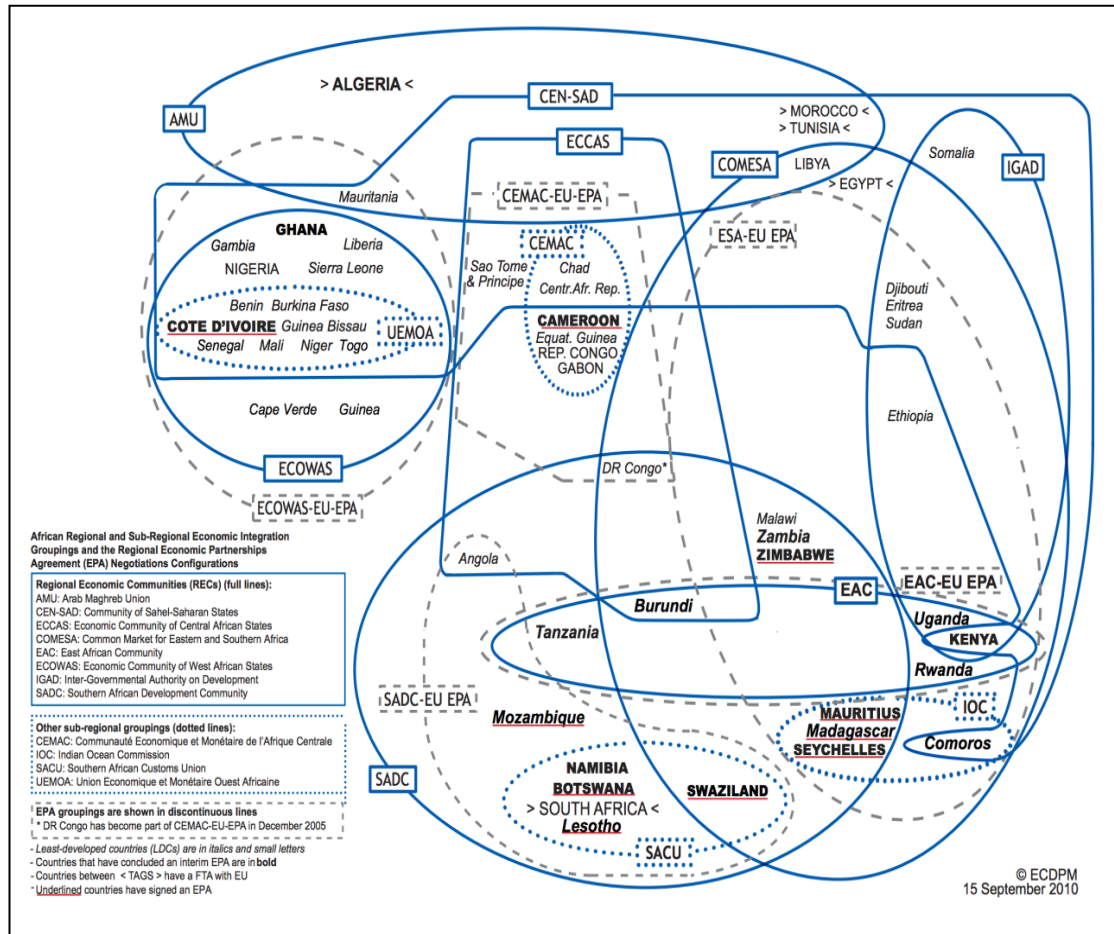 > ALGERIA <
CEN-SAD
AMU
> MOROCCO <
> TUNISIA <
ECCAS
COMESA
LIBYA
Somalia
IGAD
> EGYPT <
Mauritania
CEMAC-EU-EPA
GHANA
ESA-EU EPA
Gambia
Liberia
CEMAC
NIGERIA
Sierra Leone
Sao Tome
& Principe
Chad
Centr.Afr. Rep.
Djibouti
Eritrea
Sudan
Benin Burkina Faso
COTE D'IVOIRE Guinea Bissau
UEMOA
Senegal Mali Niger Togo
CAMEROON
Equat. Guinea
REP. CONGO
GABON
Cape Verde Guinea
Ethiopia
ECOWAS
DR Congo*
ECOWAS-EU-EPA
Malawi
Zambia
ZIMBABWE
African Regional and Sub-Regional Economic Integration
Groupings and the Regional Economic Partnerships
Agreement (EPA) Negotiations Configurations
Angola
EAC
EAC-EU EPA
Regional Economic Communities (RECs) (full lines):
AMU: Arab Maghreb Union
CEN-SAD: Community of Sahel-Saharan States
ECCAS: Economic Community of Central African States
COMESA: Common Market for Eastern and Southern Africa
EAC: East African Community
ECOWAS: Economic Community of West African States
IGAD: Inter-Governmental Authority on Development
SADC: Southern African Development Community
Burundi
Tanzania
Uganda
KENYA
Rwanda
SADC-EU EPA
Mozambique
MAURITIUS
Madagascar
SEYCHELLES
IOC
Comoros
Other sub-regional groupings (dotted lines):
CEMAC: Communauté Economique et Monétaire de l'Afrique Centrale
IOC: Indian Ocean Commission
SACU: Southern African Customs Union
UEMOA: Union Economique et Monétaire Ouest Africaine
SADC
NAMIBIA
BOTSWANA
> SOUTH AFRICA <
Lesotho
SWAZILAND
SACU
EPA groupings are shown in discontinuous lines
* DR Congo has become part of CEMAC-EU-EPA in December 2005
- Least-developed countries (LDCs) are in italics and small letters
- Countries that have concluded an interim EPA are in bold
- Countries between < TAGS > have a FTA with EU
- Underlined countries have signed an EPA
© ECDPM
15 September 2010